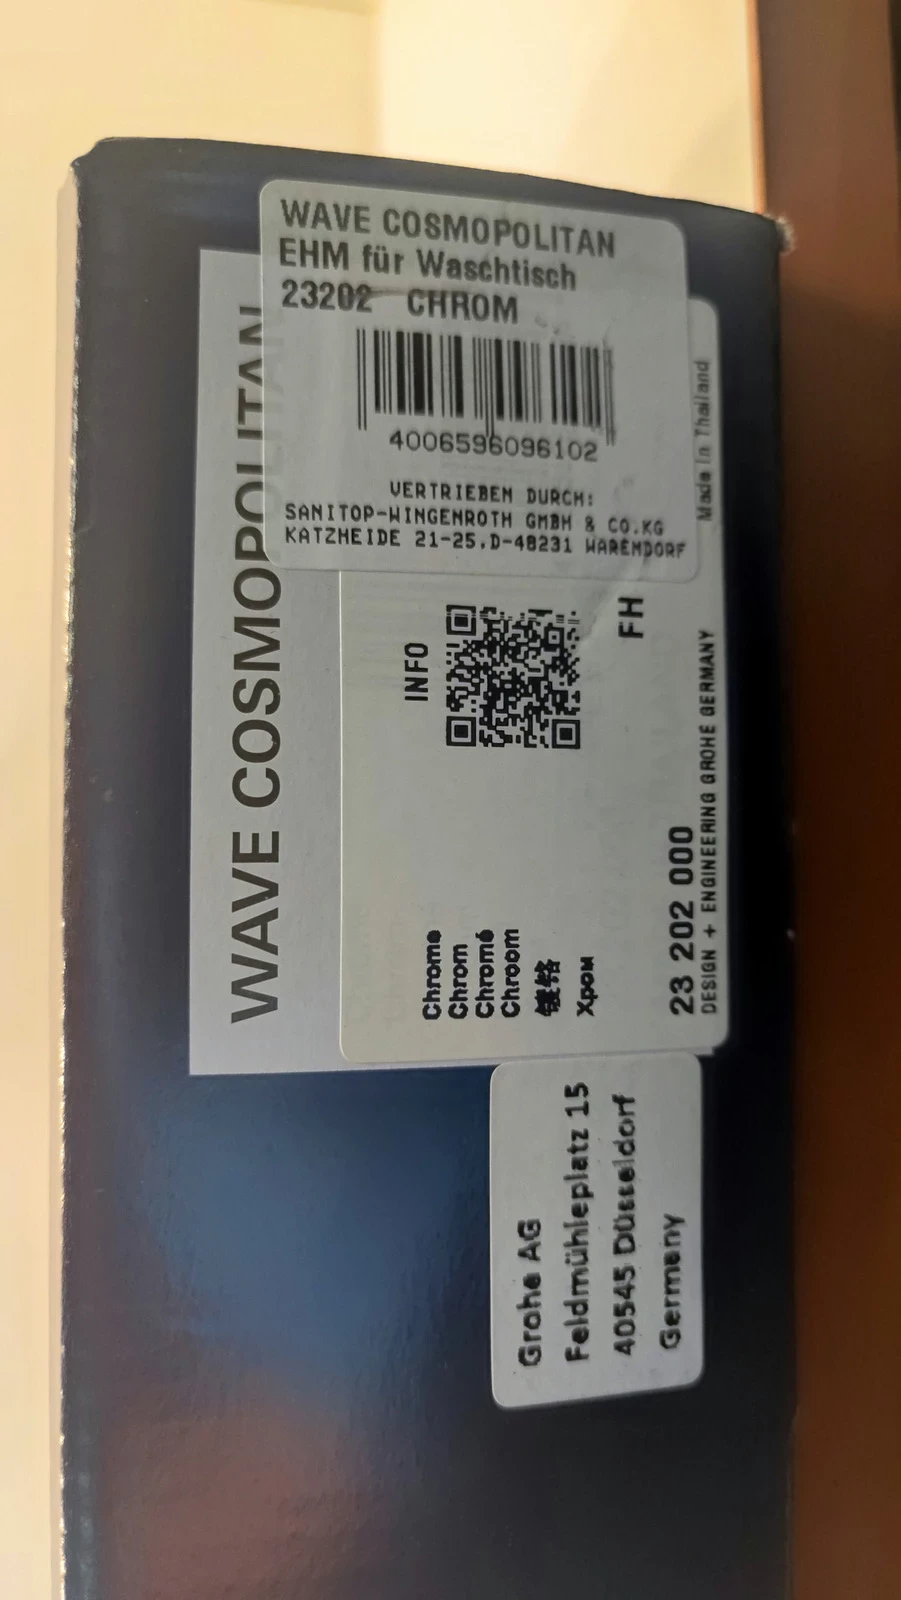 WAVE COSMOPOLITAN
EHM für Waschtisch
23202 CHROM
4006596096102
VERTRIEBEN DURCH:
SANITOP-WINGENROTH GMBH & CO.KG
KATZHEIDE 21-25,D-48231 WARENDORF
WAVE COSMOPOLITAN
INFO
FH
Made in Thailand
Chrome
Chrom
Chromé
Chroom
镀铬
Хром
23 202 000
DESIGN + ENGINEERING GROHE GERMANY
Grohe AG
Feldmühleplatz 15
40545 Düsseldorf
Germany